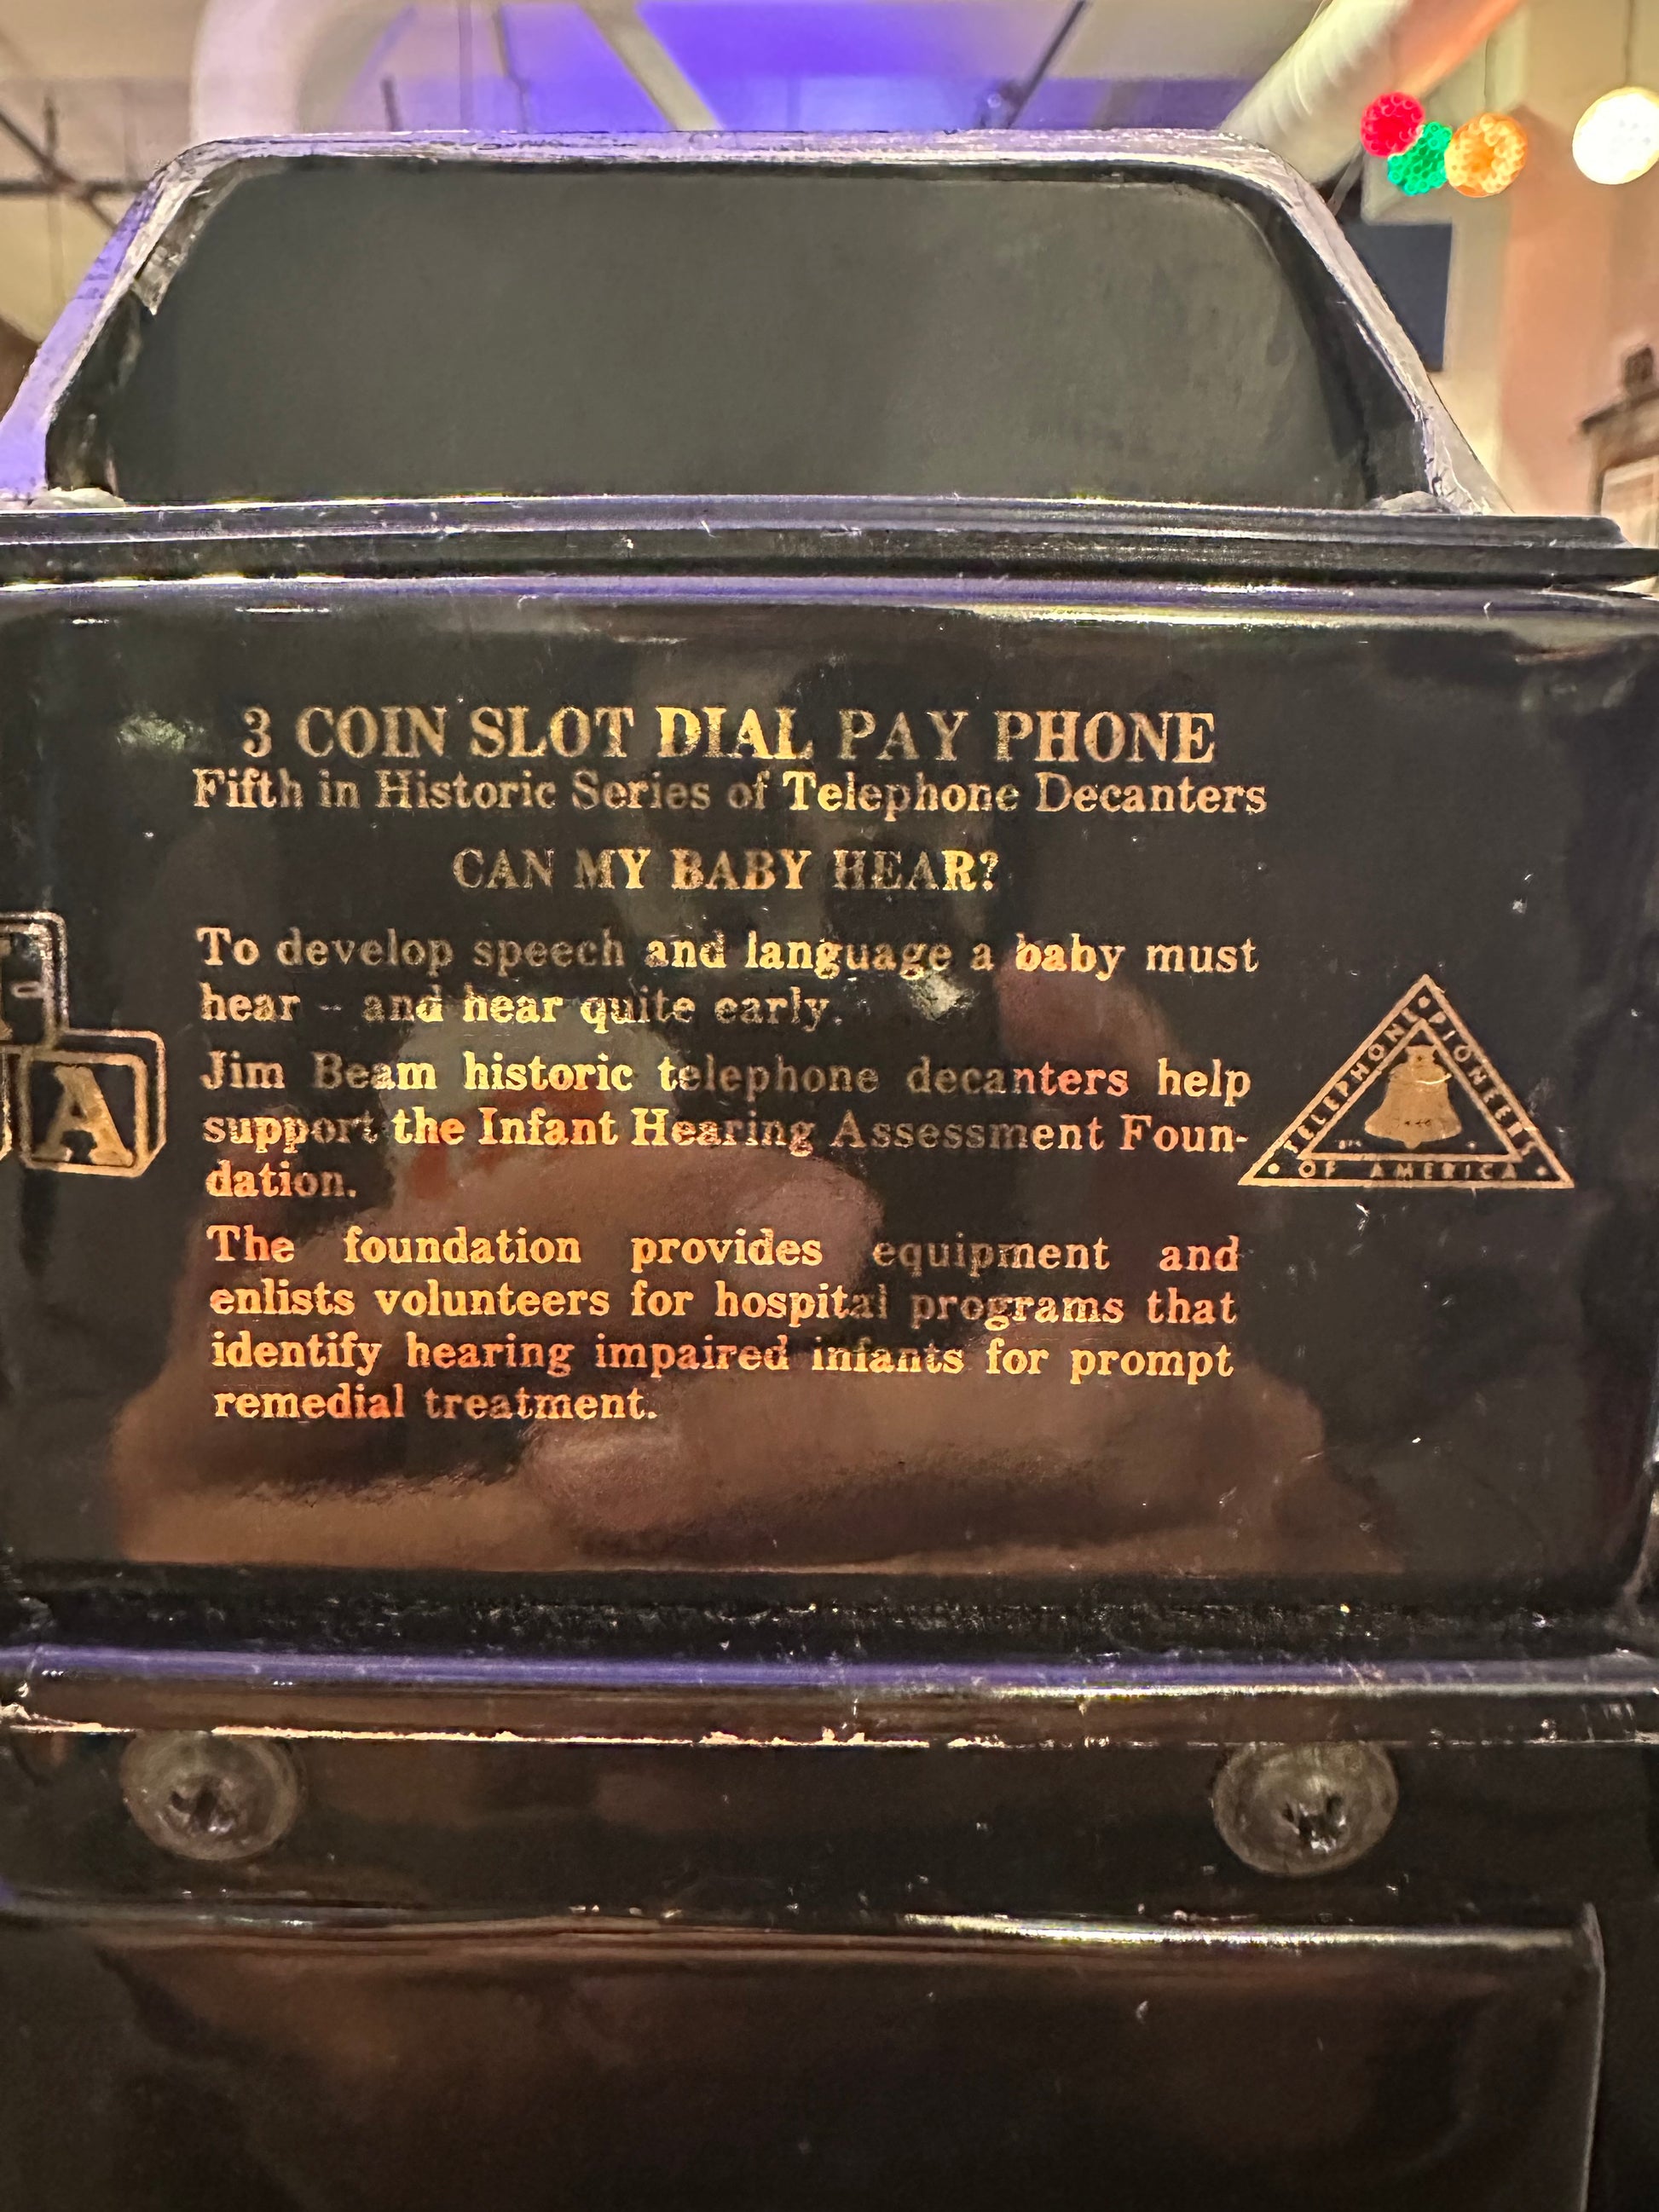 3 COIN SLOT DIAL PAY PHONE
Fifth in Historic Series of Telephone Decanters
CAN MY BABY HEAR?
To develop speech and language a baby must
hear - and hear quite early.
Jim Beam historic telephone decanters help
support the Infant Hearing Assessment Foun-
dation.
The foundation provides equipment and
enlists volunteers for hospital programs that
identify hearing impaired infants for prompt
remedial treatment.
A
TELEPHONE PIONEERS
OF AMERICA